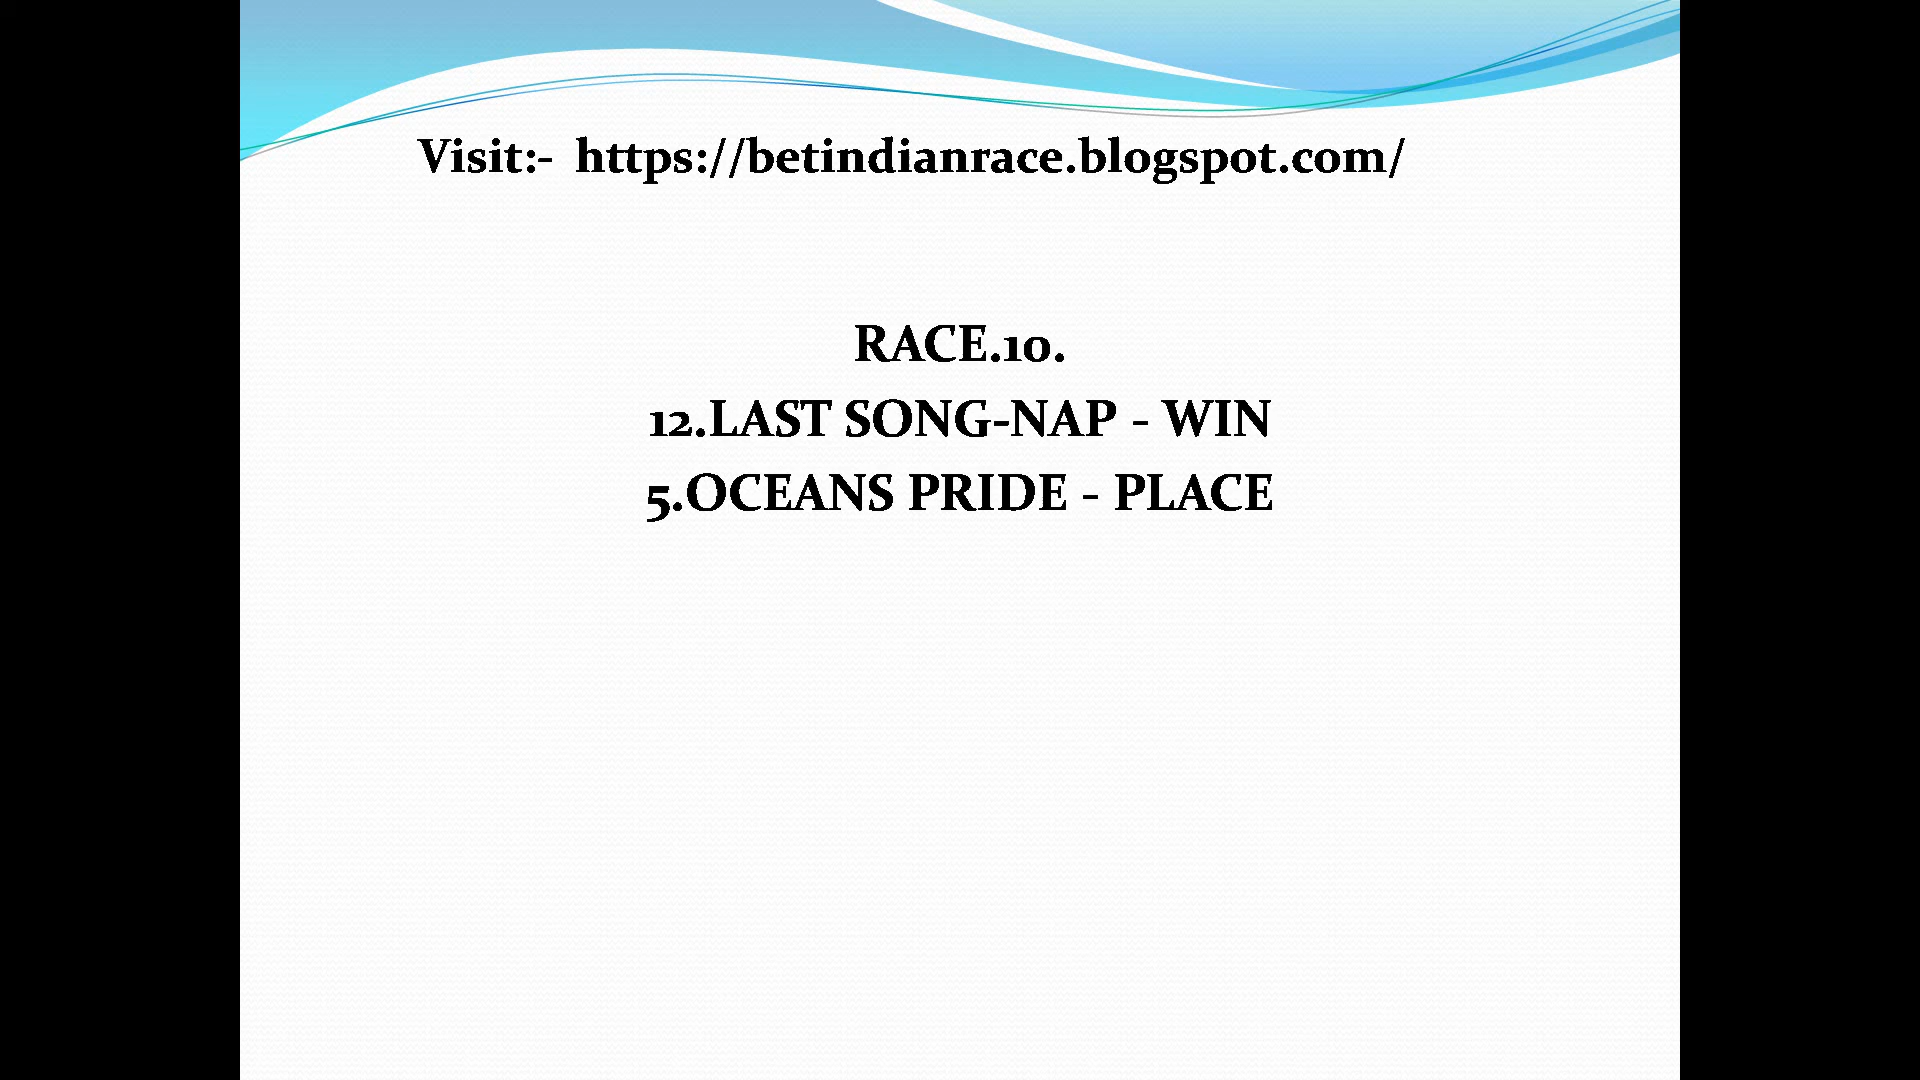 Visit:-  https://betindianrace.blogspot.com/
RACE.10.
12.LAST SONG-NAP - WIN
5.OCEANS PRIDE - PLACE